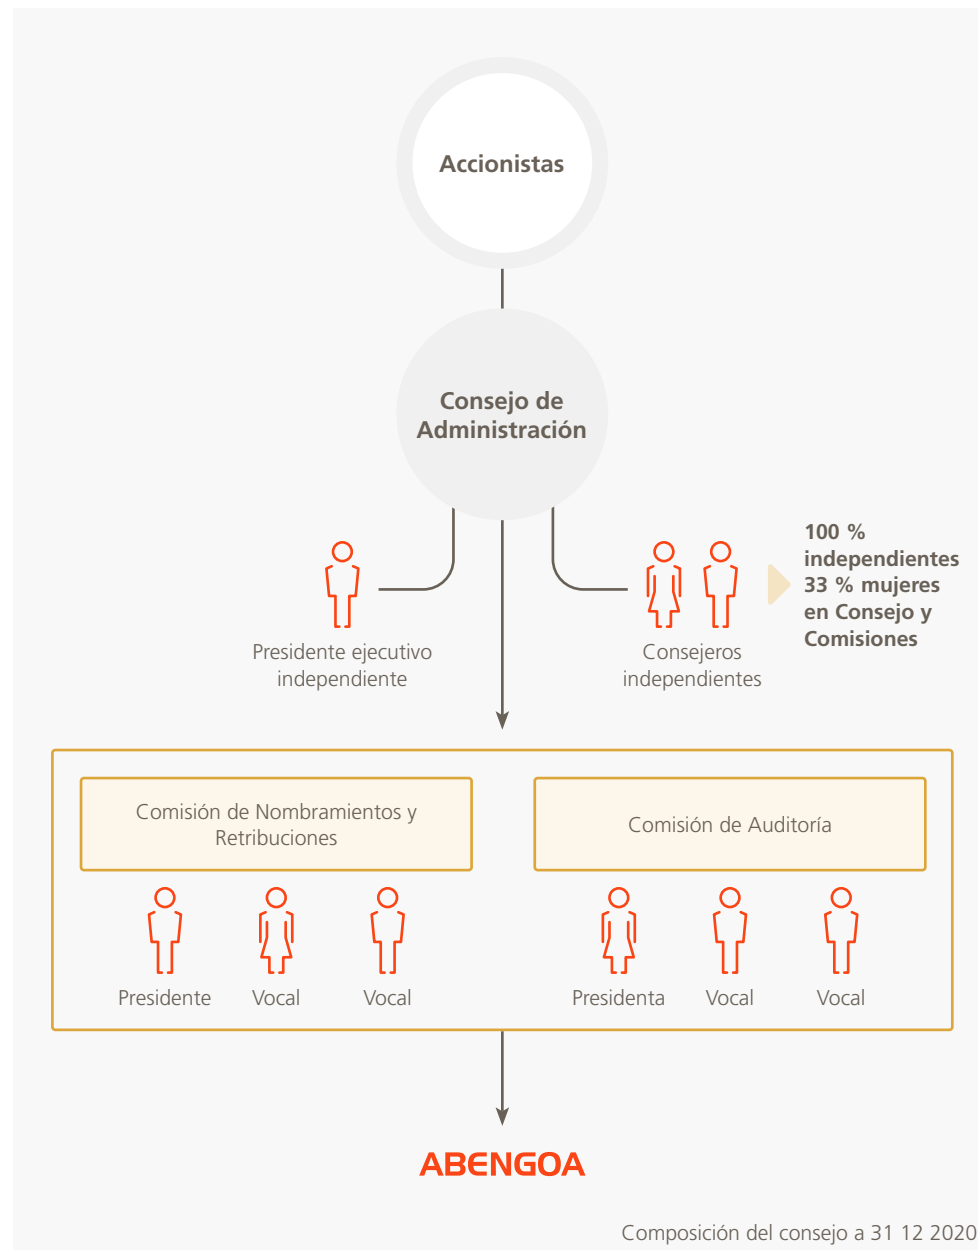 Accionistas
Consejo de
Administración
Presidente ejecutivo
independiente
Consejeros
independientes
100 %
independientes
33 % mujeres
en Consejo y
Comisiones
Comisión de Nombramientos y
Retribuciones
Presidente
Vocal
Vocal
Comisión de Auditoría
Presidenta
Vocal
Vocal
ABENGOA
Composición del consejo a 31 12 2020